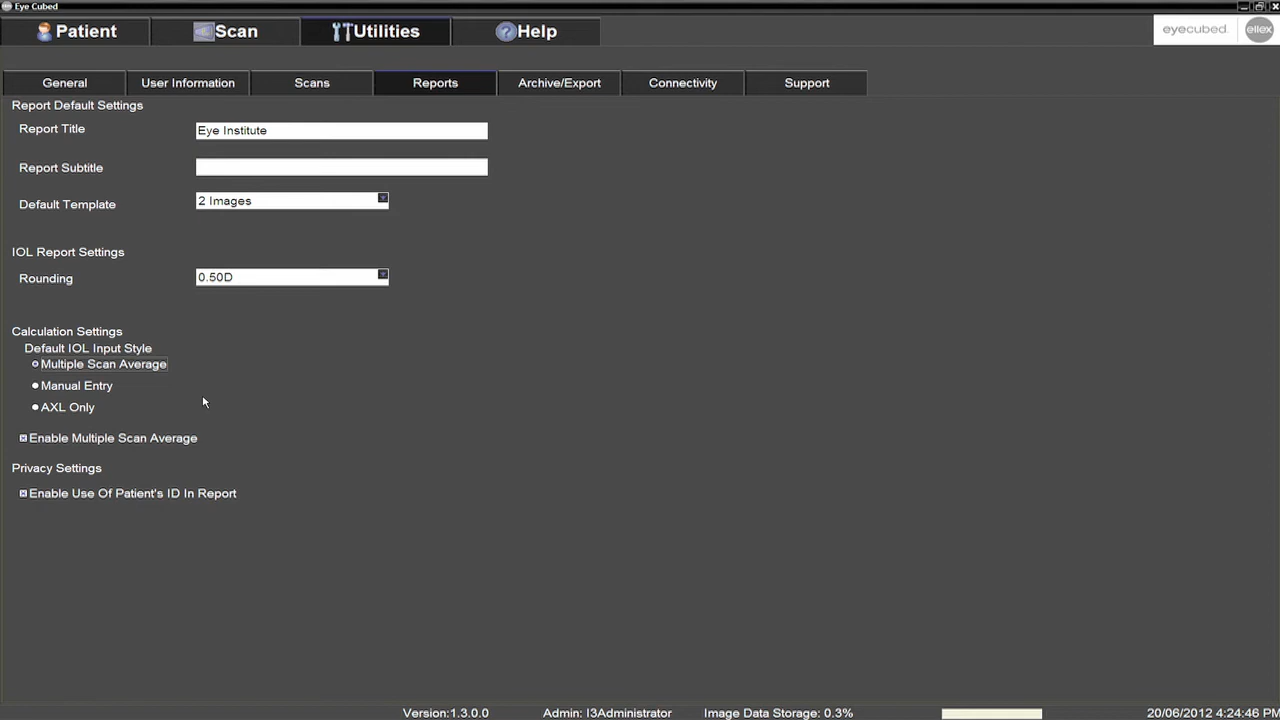 Eye Cubed
Patient Scan Utilities Help eyecubed. ellex
General User Information Scans Reports Archive/Export Connectivity Support
Report Default Settings
Report Title Eye Institute
Report Subtitle
Default Template 2 Images
IOL Report Settings
Rounding 0.50D
Calculation Settings
Default IOL Input Style
Multiple Scan Average
Manual Entry
AXL Only
Enable Multiple Scan Average
Privacy Settings
Enable Use Of Patient's ID In Report
Version:1.3.0.0 Admin: I3Administrator Image Data Storage: 0.3% 20/06/2012 4:24:46 PM